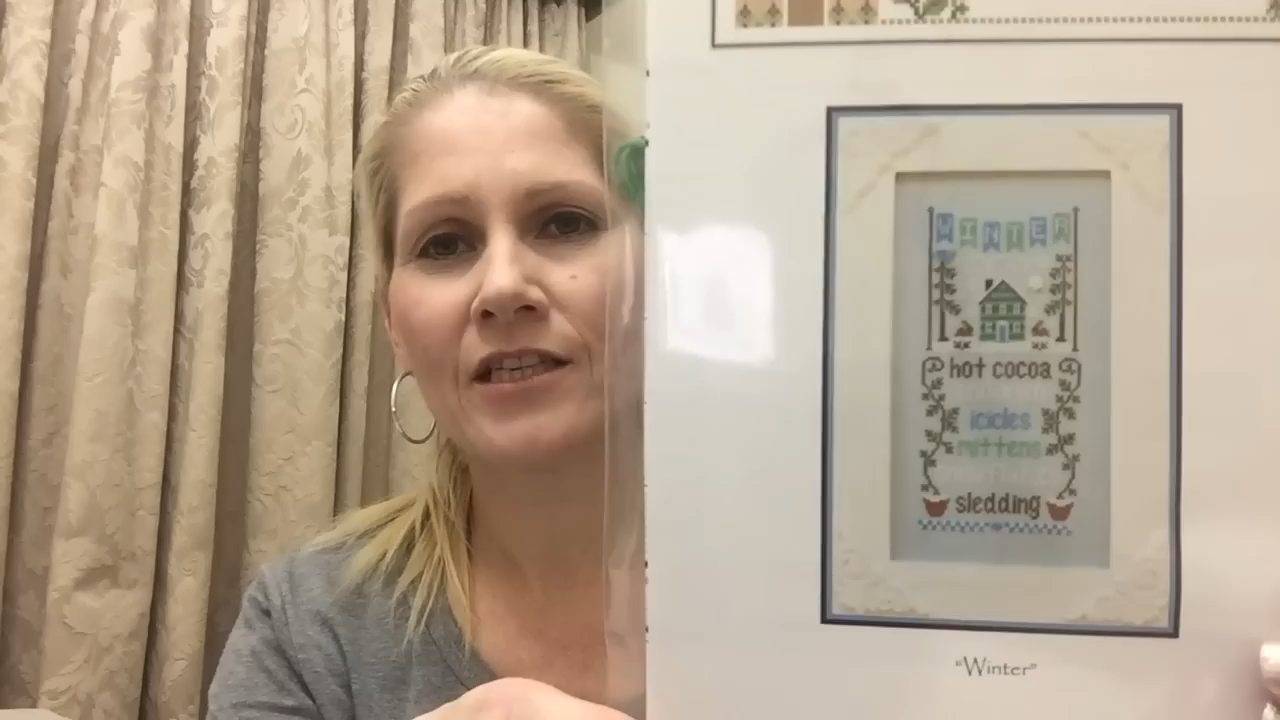 WINTER
hot cocoa
icicles
mittens
sledding
"Winter"